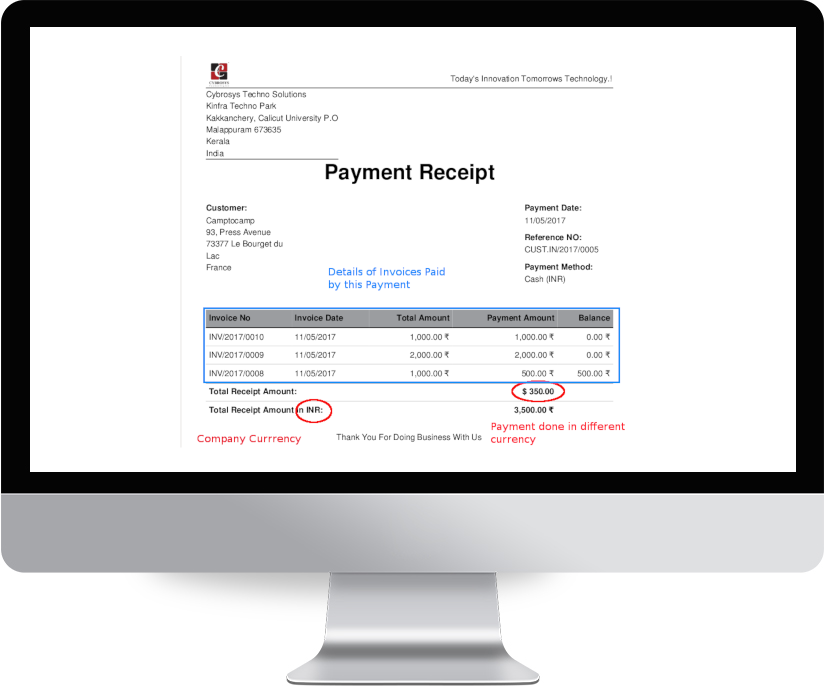 CYBROSYS
Today's Innovation Tomorrows Technology.!
Cybrosys Techno Solutions
Kinfra Techno Park
Kakkanchery, Calicut University P.O
Malappuram 673635
Kerala
India
Payment Receipt
Customer:
Camptocamp
93, Press Avenue
73377 Le Bourget du
Lac
France
Payment Date:
11/05/2017
Reference NO:
CUST.IN/2017/0005
Payment Method:
Cash (INR)
Details of Invoices Paid
by this Payment
Invoice No Invoice Date Total Amount Payment Amount Balance
INV/2017/0010 11/05/2017 1,000.00 ₹ 1,000.00 ₹ 0.00 ₹
INV/2017/0009 11/05/2017 2,000.00 ₹ 2,000.00 ₹ 0.00 ₹
INV/2017/0008 11/05/2017 1,000.00 ₹ 500.00 ₹ 500.00 ₹
Total Receipt Amount: $ 350.00
Total Receipt Amount in INR: 3,500.00 ₹
Company Currrency
Thank You For Doing Business With Us
Payment done in different
currency